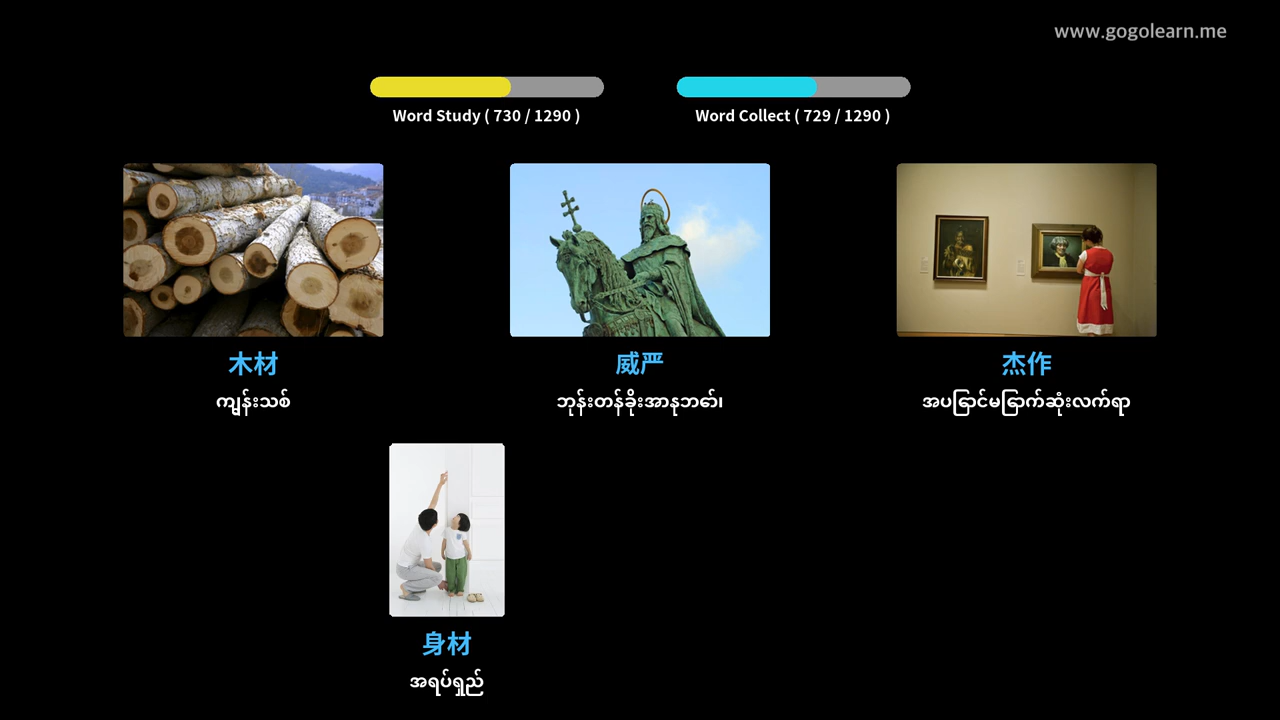 www.gogolearn.me
Word Study ( 730 / 1290 )
Word Collect ( 729 / 1290 )
木材
ကျွန်းသစ်
威严
ဘုန်းတန်ခိုးအာနုဘော်၊
杰作
အပြောင်မြောက်ဆုံးလက်ရာ
身材
အရပ်ရှည်